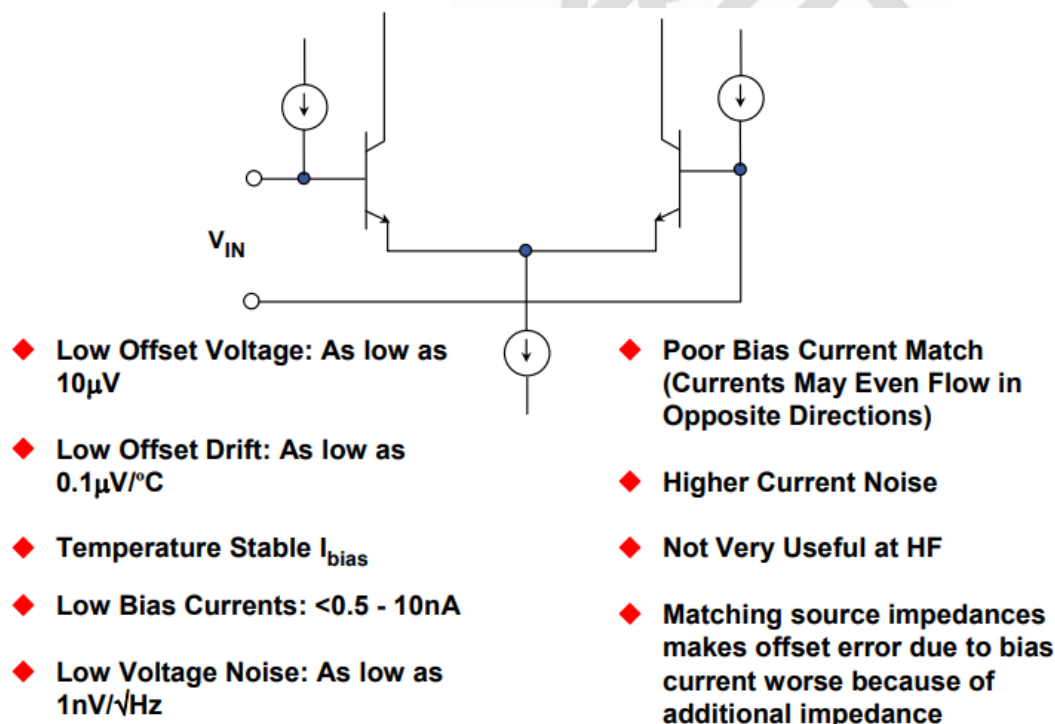 V_IN
Low Offset Voltage: As low as
10μV
Low Offset Drift: As low as
0.1μV/°C
Temperature Stable I_bias
Low Bias Currents: <0.5 - 10nA
Low Voltage Noise: As low as
1nV/√Hz
Poor Bias Current Match
(Currents May Even Flow in
Opposite Directions)
Higher Current Noise
Not Very Useful at HF
Matching source impedances
makes offset error due to bias
current worse because of
additional impedance